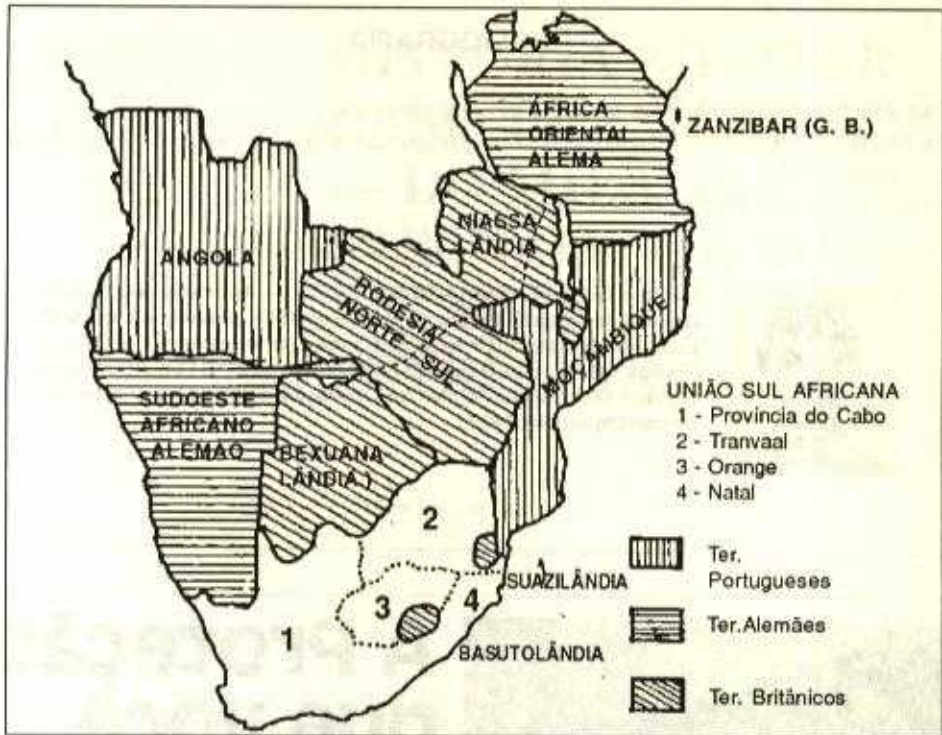 ÁFRICA
ORIENTAL
ALEMA
ZANZIBAR (G. B.)
NIASSA
LÂNDIA
ANGOLA
RODÉSIA
NORTE - SUL
MOÇAMBIQUE
SUDOESTE
AFRICANO
ALEMÃO
BEXUANA
LÂNDIA
UNIÃO SUL AFRICANA
1 - Provincia do Cabo
2 - Tranvaal
3 - Orange
4 - Natal
2
SUAZILÂNDIA
3
4
1
BASUTOLÂNDIA
Ter.
Portugueses
Ter.Alemães
Ter. Britânicos